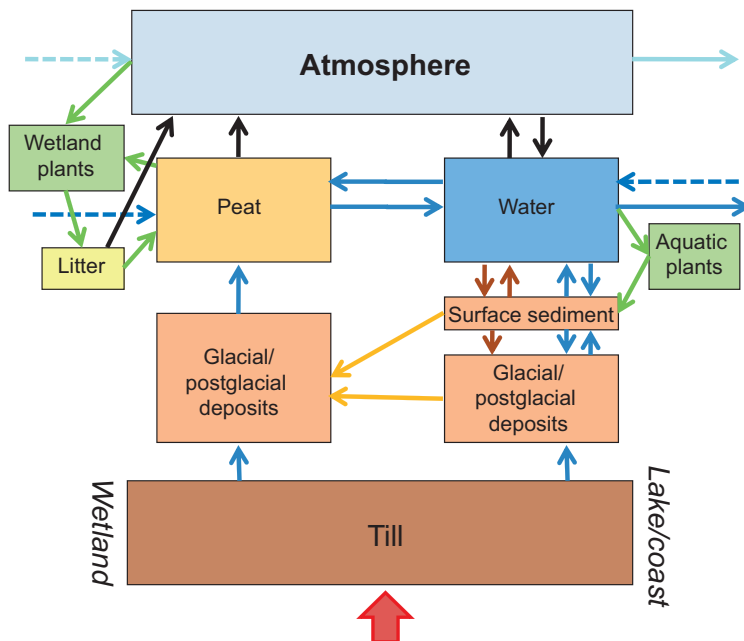 Atmosphere
Wetland
plants
Peat
Water
Litter
Aquatic
plants
Surface sediment
Glacial/
postglacial
deposits
Glacial/
postglacial
deposits
Wetland
Till
Lake/coast